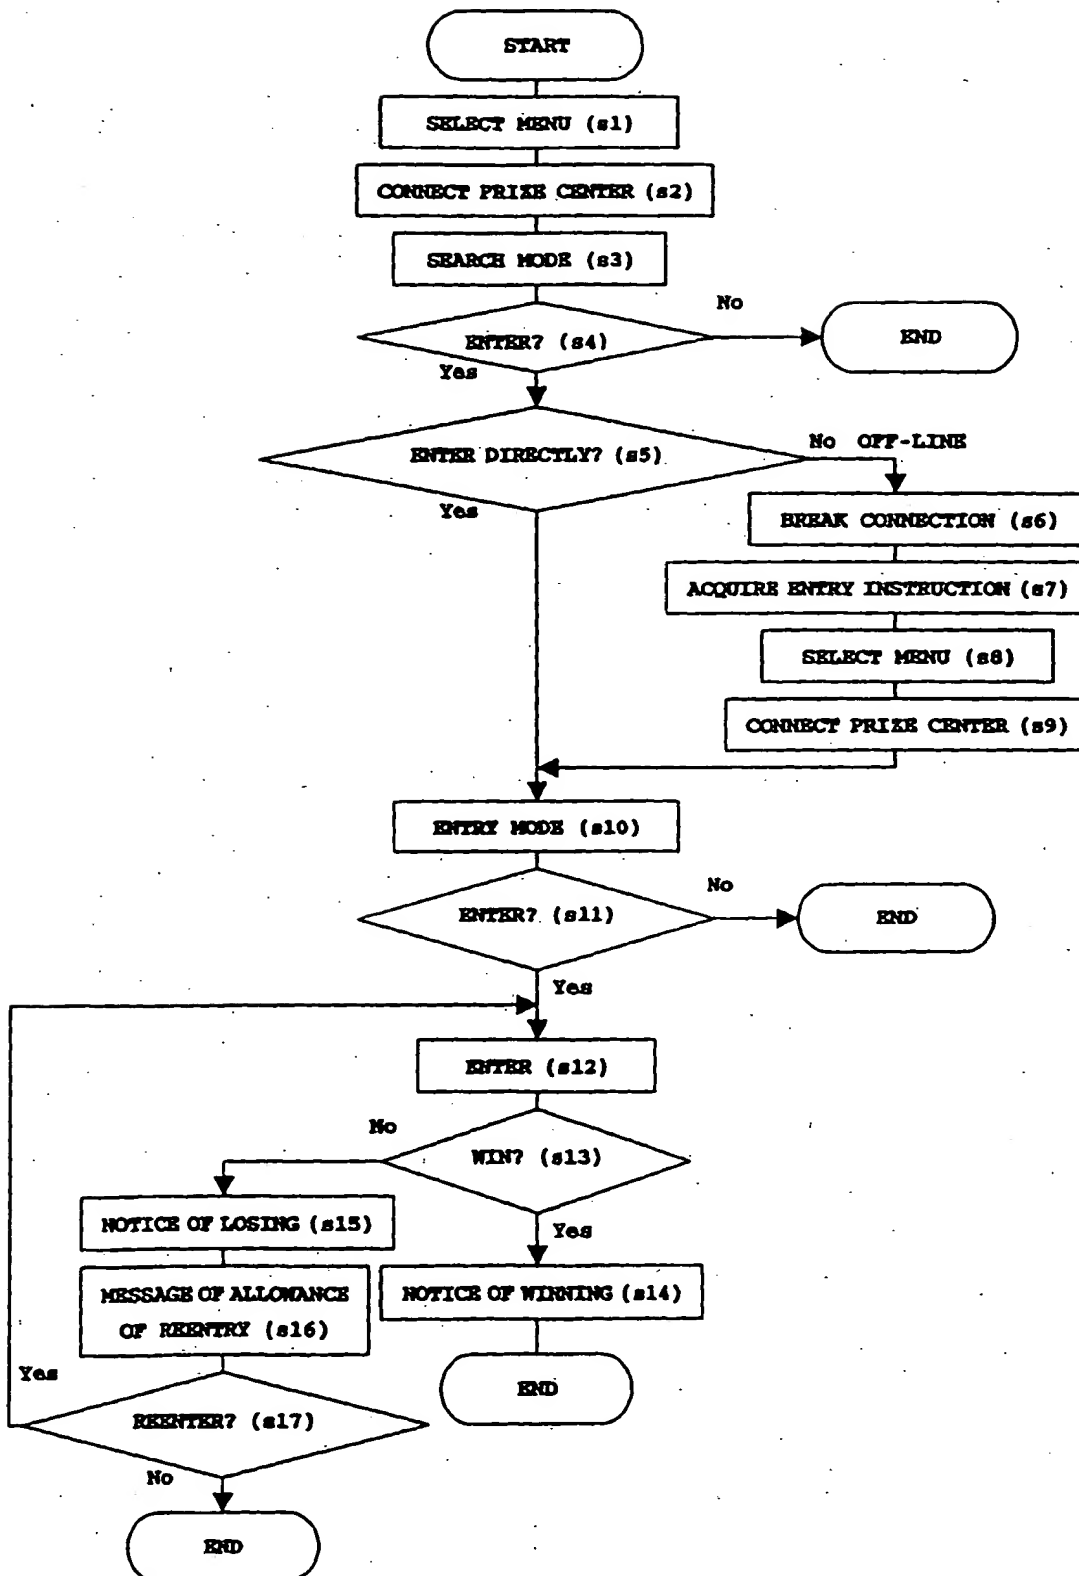 START
SELECT MENU (s1)
CONNECT PRIZE CENTER (s2)
SEARCH MODE (s3)
ENTER? (s4)
No
END
Yes
ENTER DIRECTLY? (s5)
No OFF-LINE
Yes
BREAK CONNECTION (s6)
ACQUIRE ENTRY INSTRUCTION (s7)
SELECT MENU (s8)
CONNECT PRIZE CENTER (s9)
ENTRY MODE (s10)
ENTER? (s11)
No
END
Yes
ENTER (s12)
WIN? (s13)
No
Yes
NOTICE OF LOSING (s15)
MESSAGE OF ALLOWANCE
OF REENTRY (s16)
NOTICE OF WINNING (s14)
END
REENTER? (s17)
Yes
No
END